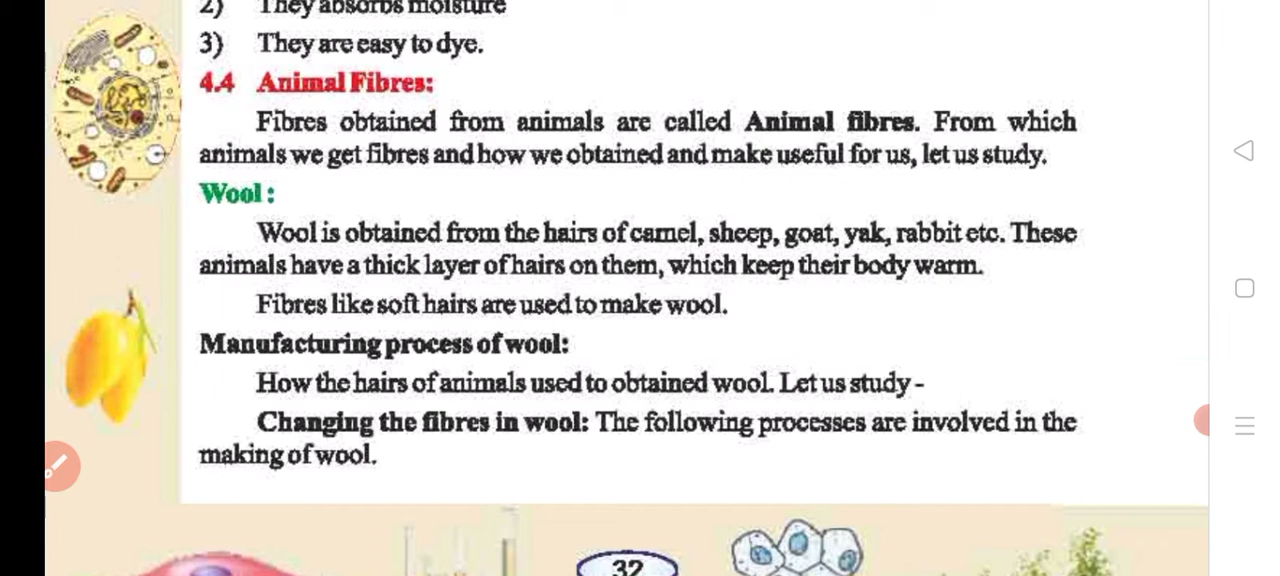 2) They absorbs moisture
3) They are easy to dye.
4.4 Animal Fibres:
Fibres obtained from animals are called Animal fibres. From which
animals we get fibres and how we obtained and make useful for us, let us study.
Wool :
Wool is obtained from the hairs of camel, sheep, goat, yak, rabbit etc. These
animals have a thick layer of hairs on them, which keep their body warm.
Fibres like soft hairs are used to make wool.
Manufacturing process of wool:
How the hairs of animals used to obtained wool. Let us study -
Changing the fibres in wool: The following processes are involved in the
making of wool.
32